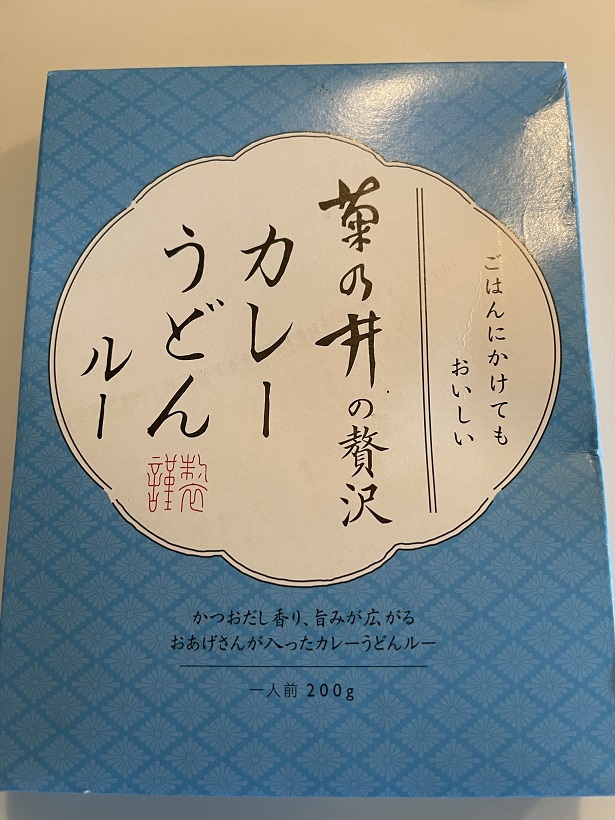 ごはんにかけても
おいしい
菊乃井の贅沢
カレー
うどん
ルー
謹製
かつおだし香り、旨みが広がる
おあげさんが入ったカレーうどんルー
一人前 200g